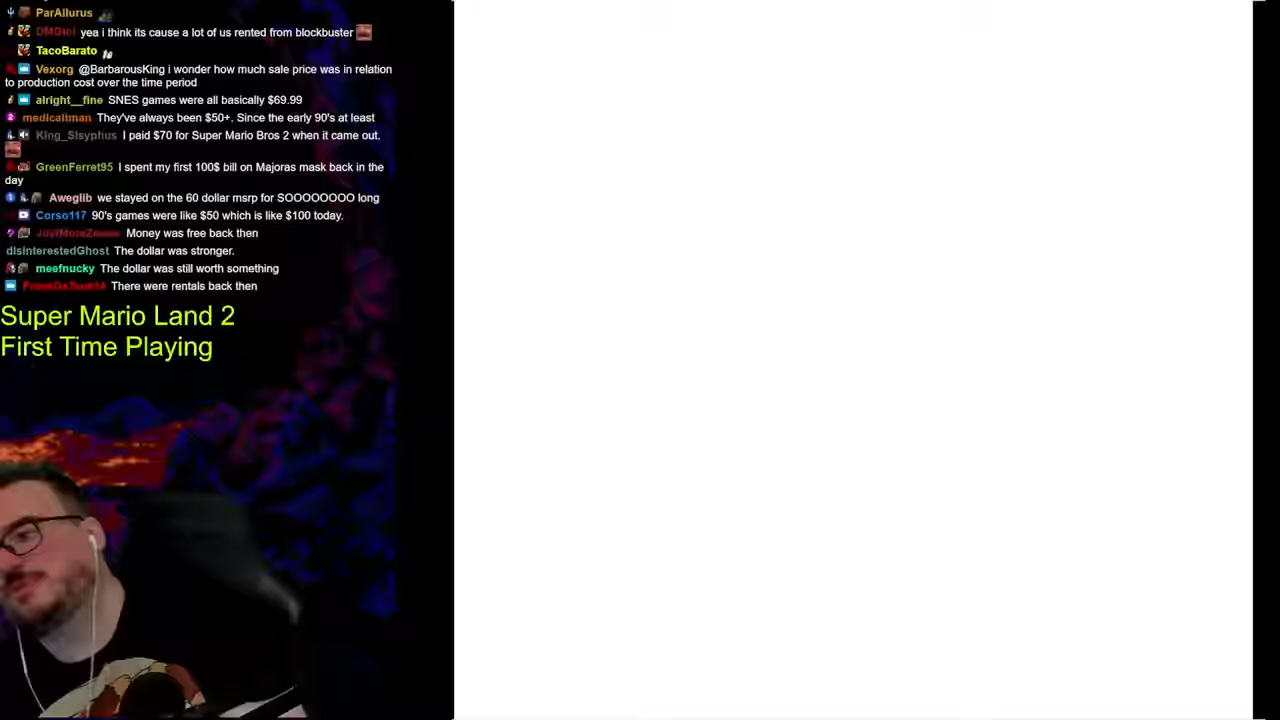 ParAilurus
DMGioi yea i think its cause a lot of us rented from blockbuster
TacoBarato
Vexorg @BarbarousKing i wonder how much sale price was in relation
to production cost over the time period
alright__fine SNES games were all basically $69.99
medicaltman They've always been $50+. Since the early 90's at least
King_Sisyphus I paid $70 for Super Mario Bros 2 when it came out.
GreenFerret95 I spent my first 100$ bill on Majoras mask back in the
day
Aweglib we stayed on the 60 dollar msrp for SOOOOOOOO long
Corso117 90's games were like $50 which is like $100 today.
Money was free back then
disinterestedGhost The dollar was stronger.
meefnucky The dollar was still worth something
There were rentals back then
Super Mario Land 2
First Time Playing